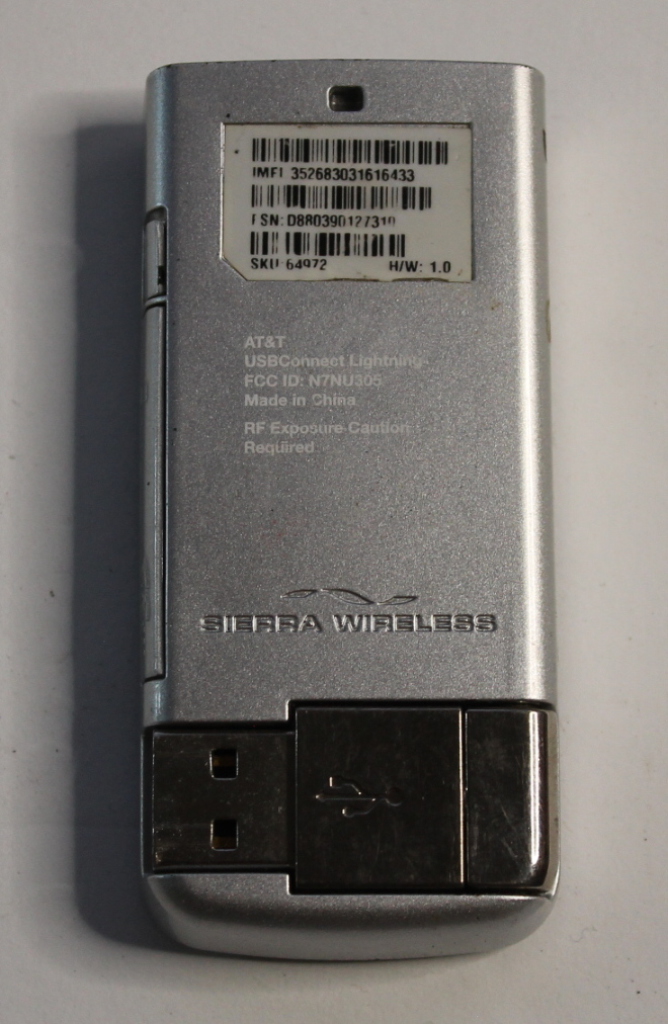 IMEI 352683031616433
FSN: D880390127310
SKU 64972 H/W: 1.0
AT&T
USBConnect Lightning
FCC ID: N7NU305
Made in China
RF Exposure Caution
Required
SIERRA WIRELESS